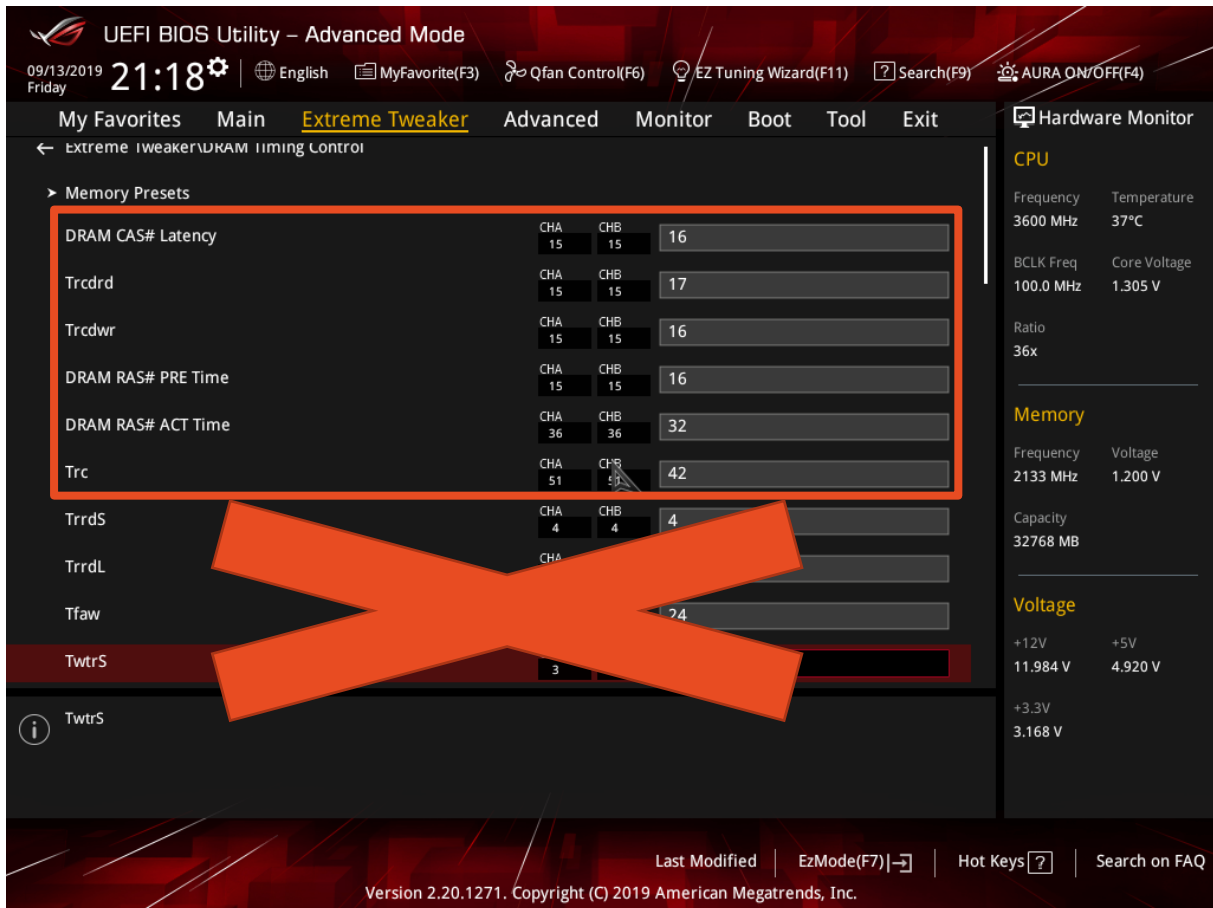 UEFI BIOS Utility – Advanced Mode
09/13/2019 Friday 21:18 English MyFavorite(F3) Qfan Control(F6) EZ Tuning Wizard(F11) ? Search(F9) AURA ON/OFF(F4)
My Favorites Main Extreme Tweaker Advanced Monitor Boot Tool Exit
Hardware Monitor
← Extreme Tweaker\DRAM Timing Control
Memory Presets
DRAM CAS# Latency CHA 15 CHB 15 16
Trcdrd CHA 15 CHB 15 17
Trcdwr CHA 15 CHB 15 16
DRAM RAS# PRE Time CHA 15 CHB 15 16
DRAM RAS# ACT Time CHA 36 CHB 36 32
Trc CHA 51 CHB 51 42
TrrdS CHA 4 CHB 4 4
TrrdL CHA
Tfaw 24
TwtrS 3
TwtrS
CPU
Frequency Temperature
3600 MHz 37°C
BCLK Freq Core Voltage
100.0 MHz 1.305 V
Ratio
36x
Memory
Frequency Voltage
2133 MHz 1.200 V
Capacity
32768 MB
Voltage
+12V +5V
11.984 V 4.920 V
+3.3V
3.168 V
Last Modified EzMode(F7) Hot Keys ? Search on FAQ
Version 2.20.1271. Copyright (C) 2019 American Megatrends, Inc.